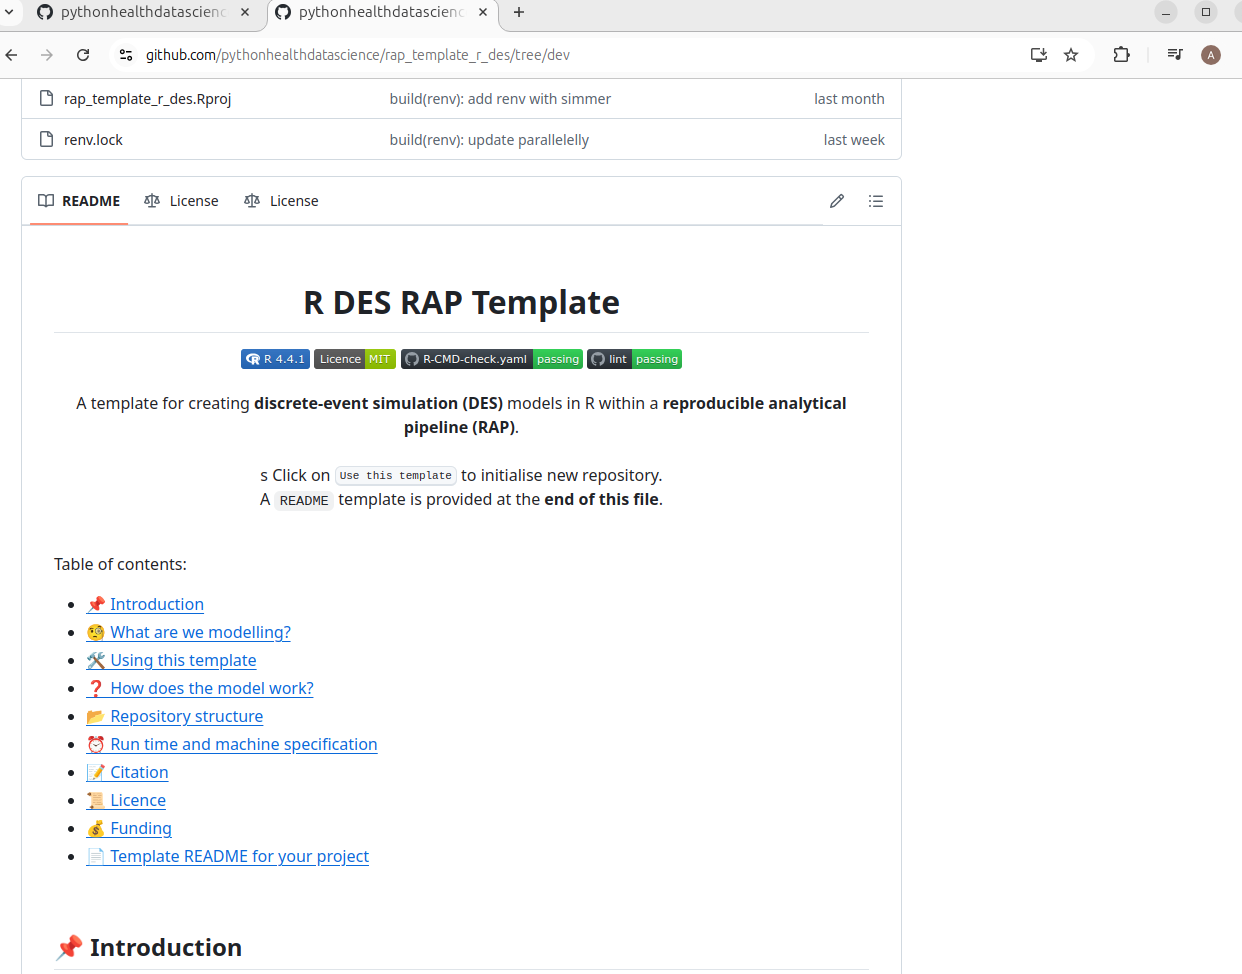 pythonhealthdatascienc
pythonhealthdatascienc
github.com/pythonhealthdatascience/rap_template_r_des/tree/dev
A
rap_template_r_des.Rproj build(renv): add renv with simmer last month
renv.lock build(renv): update parallelelly last week
README License License
R DES RAP Template
R 4.4.1 Licence MIT R-CMD-check.yaml passing lint passing
A template for creating discrete-event simulation (DES) models in R within a reproducible analytical
pipeline (RAP).
s Click on Use this template to initialise new repository.
A README template is provided at the end of this file.
Table of contents:
Introduction
What are we modelling?
Using this template
How does the model work?
Repository structure
Run time and machine specification
Citation
Licence
Funding
Template README for your project
Introduction